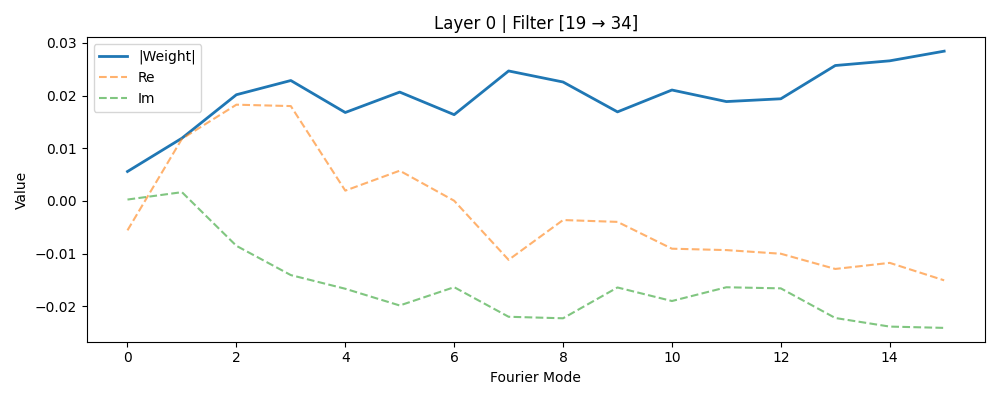 Layer 0 | Filter [19 → 34]
|Weight|
Re
Im
Value
0.03
0.02
0.01
0.00
−0.01
−0.02
0 2 4 6 8 10 12 14
Fourier Mode